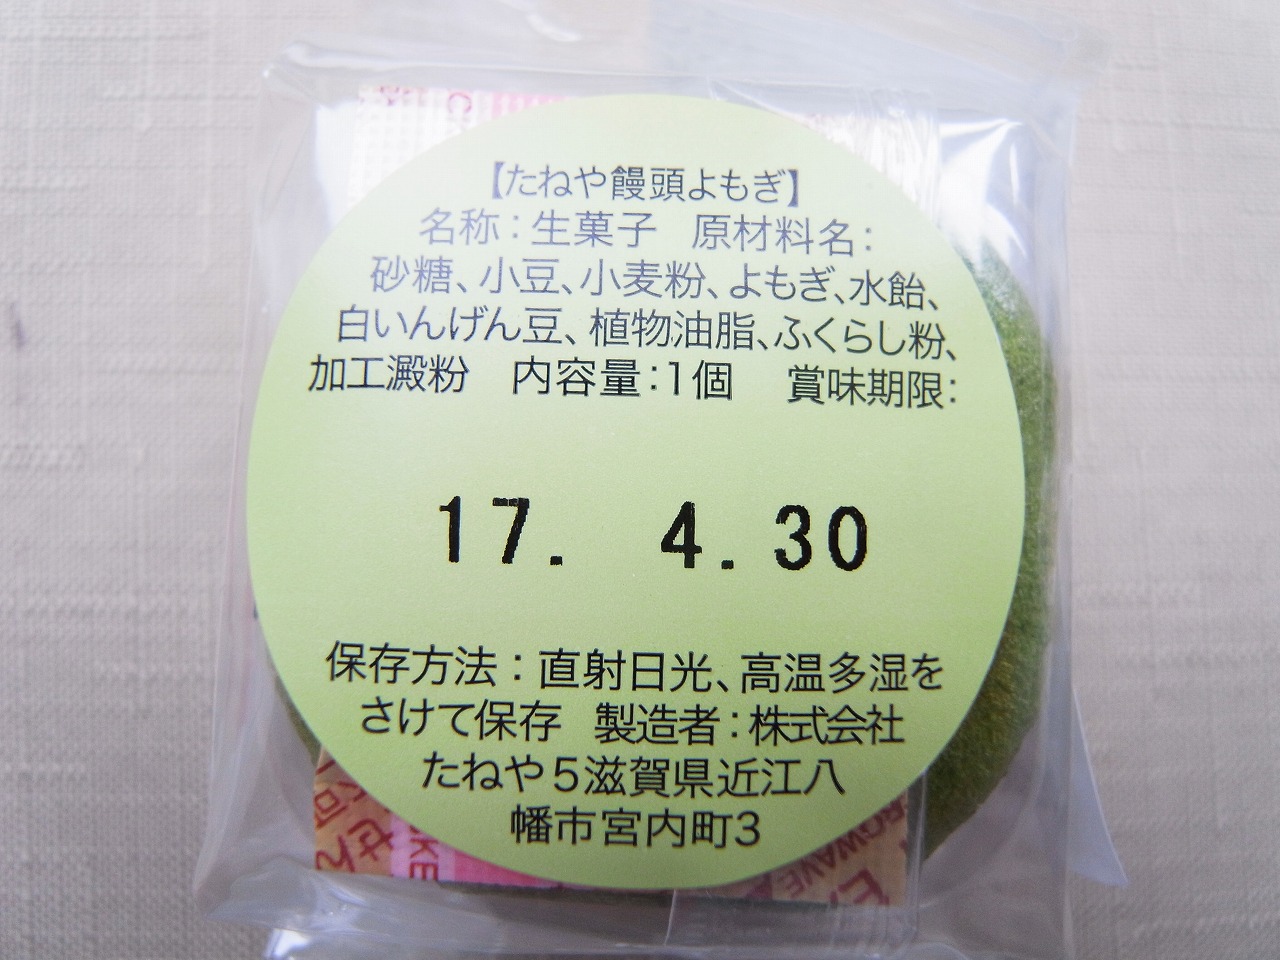 【たねや饅頭よもぎ】
名称：生菓子 原材料名：
砂糖、小豆、小麦粉、よもぎ、水飴、
白いんげん豆、植物油脂、ふくらし粉、
加工澱粉 内容量：1個 賞味期限：
17. 4.30
保存方法：直射日光、高温多湿を
さけて保存 製造者：株式会社
たねや5滋賀県近江八
幡市宮内町3